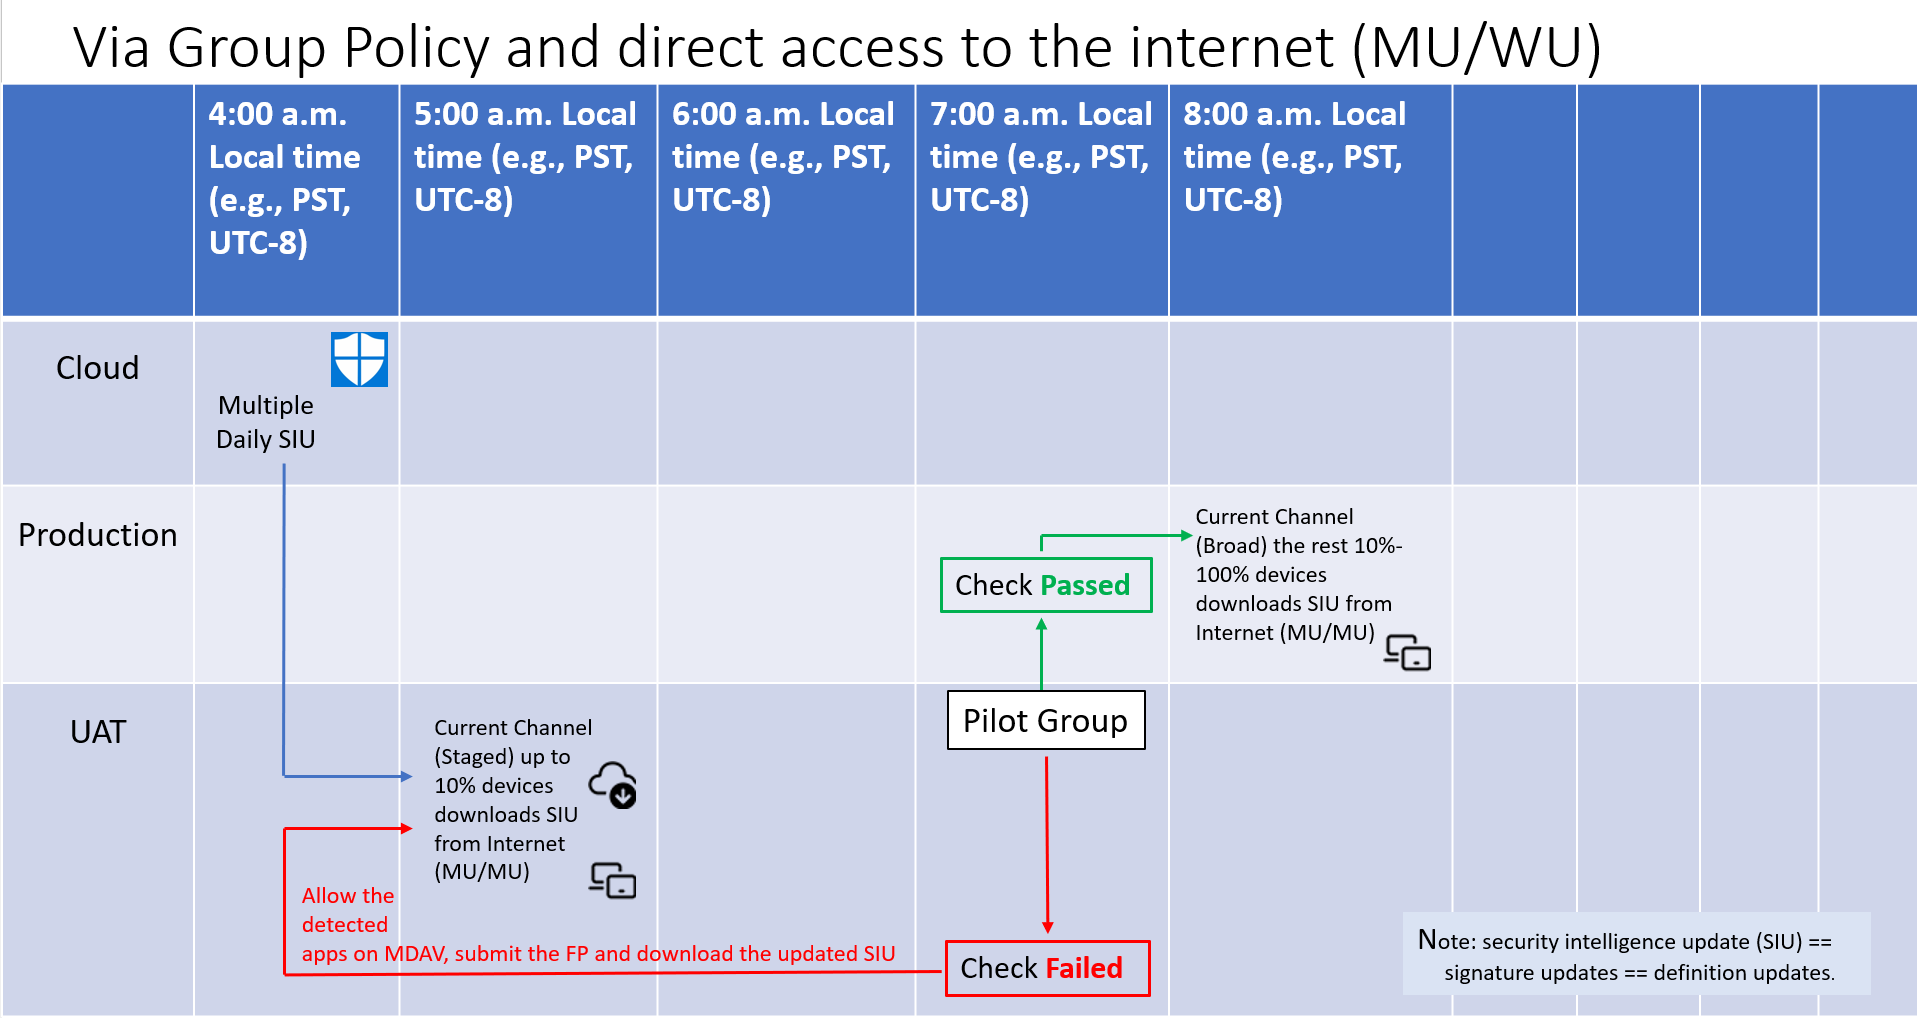 Via Group Policy and direct access to the internet (MU/WU)
4:00 a.m.
Local time
(e.g., PST,
UTC-8)
5:00 a.m. Local
time (e.g., PST,
UTC-8)
6:00 a.m. Local
time (e.g., PST,
UTC-8)
7:00 a.m. Local
time (e.g., PST,
UTC-8)
8:00 a.m. Local
time (e.g., PST,
UTC-8)
Cloud
Multiple
Daily SIU
Production
Check Passed
Current Channel
(Broad) the rest 10%-
100% devices
downloads SIU from
Internet (MU/MU)
UAT
Current Channel
(Staged) up to
10% devices
downloads SIU
from Internet
(MU/MU)
Pilot Group
Allow the
detected
apps on MDAV, submit the FP and download the updated SIU
Check Failed
Note: security intelligence update (SIU) ==
signature updates == definition updates.